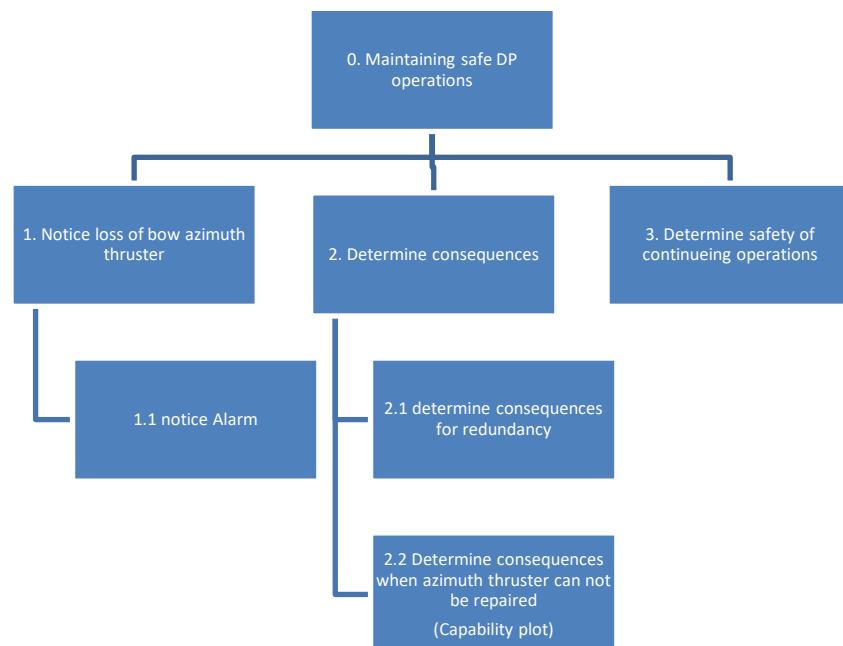 0. Maintaining safe DP
operations
1. Notice loss of bow azimuth
thruster
2. Determine consequences
3. Determine safety of
continueing operations
1.1 notice Alarm
2.1 determine consequences
for redundancy
2.2 Determine consequences
when azimuth thruster can not
be repaired
(Capability plot)